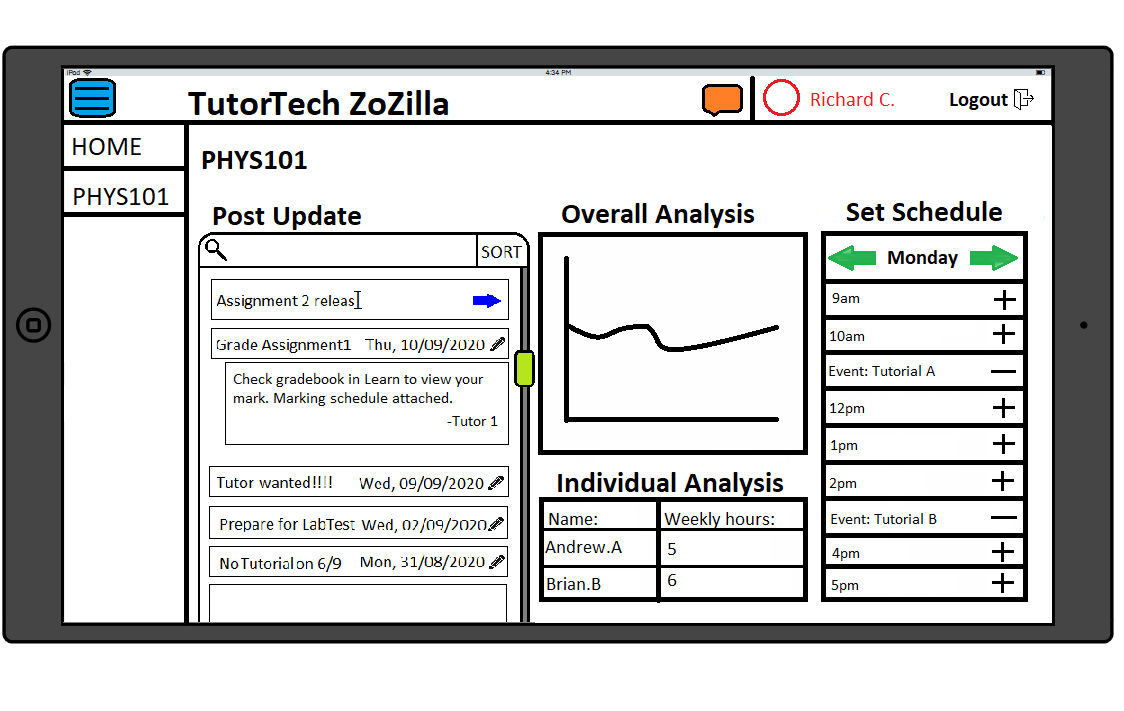 iPod 4:34 PM
TutorTech ZoZilla
Richard C.
Logout
HOME
PHYS101
PHYS101
Post Update
SORT
Assignment 2 releas
Grade Assignment1 Thu, 10/09/2020
Check gradebook in Learn to view your
mark. Marking schedule attached.
-Tutor 1
Tutor wanted!!!! Wed, 09/09/2020
Prepare for LabTest Wed, 02/09/2020
No Tutorial on 6/9 Mon, 31/08/2020
Overall Analysis
Individual Analysis
Name: Weekly hours:
Andrew.A 5
Brian.B 6
Set Schedule
Monday
9am
10am
Event: Tutorial A
12pm
1pm
2pm
Event: Tutorial B
4pm
5pm